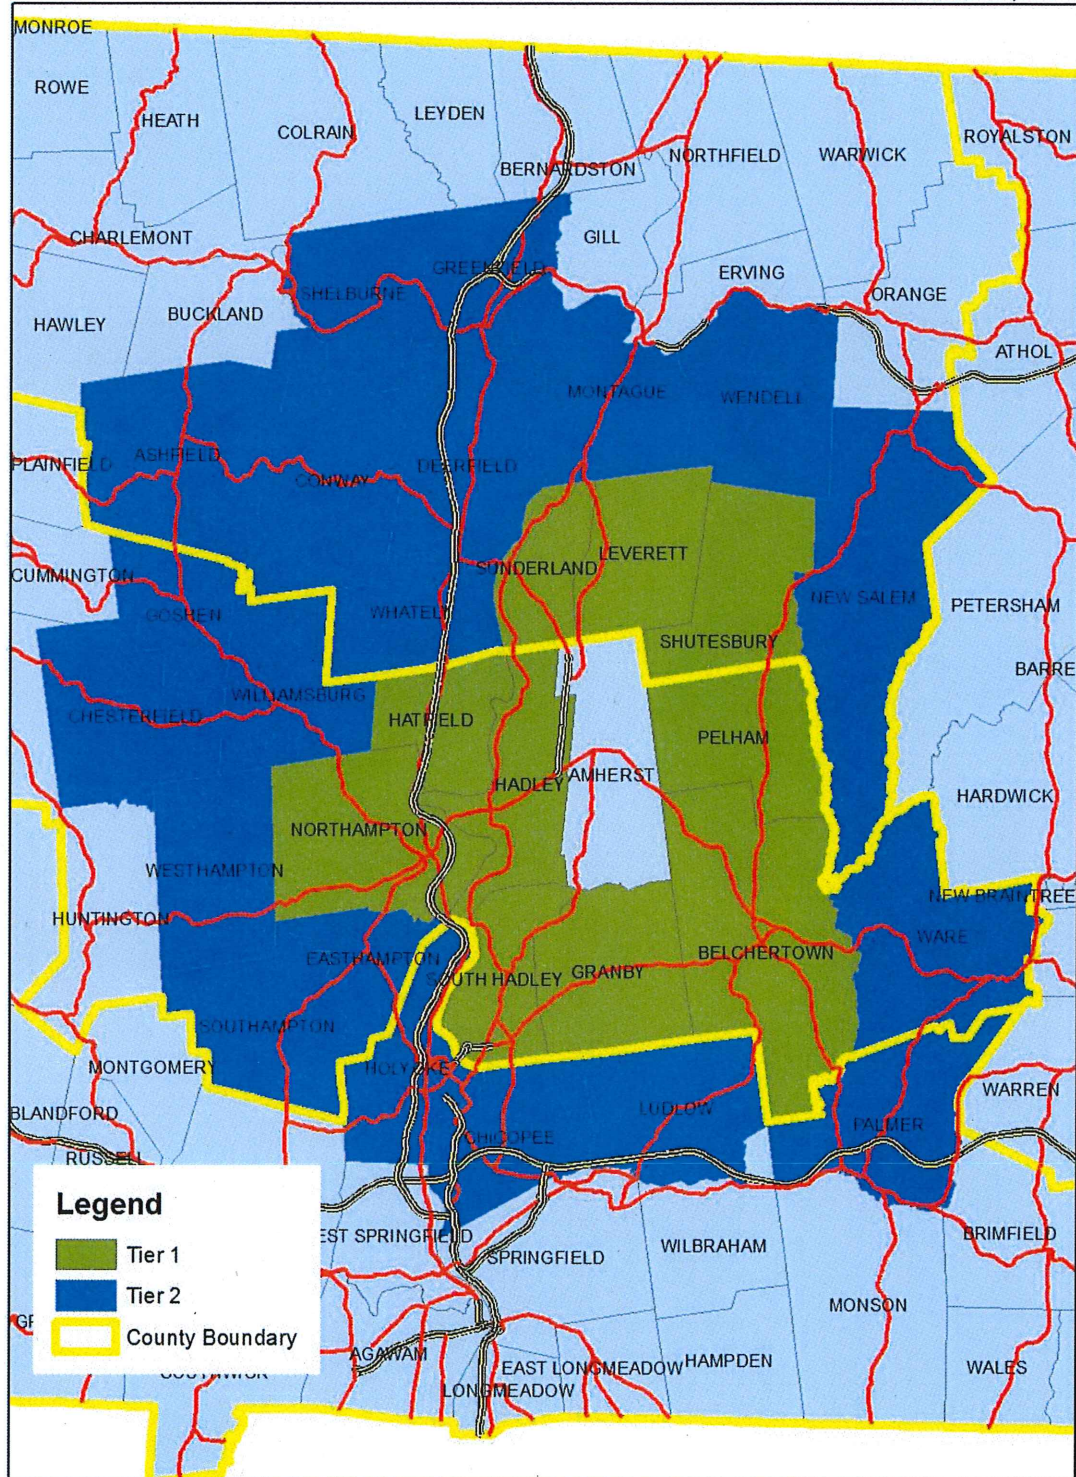 MONROE
ROWE
HEATH
COLRAIN
LEYDEN
BERNARDSTON
NORTHFIELD
WARWICK
ROYALSTON
CHARLEMONT
GILL
GREENFIELD
ERVING
SHELBURNE
ORANGE
BUCKLAND
HAWLEY
ATHOL
MONTAGUE
WENDELL
PLAINFIELD
ASHFIELD
DEERFIELD
CONWAY
LEVERETT
SUNDERLAND
CUMMINGTON
GOSHEN
WHATELY
NEW SALEM
PETERSHAM
SHUTESBURY
BARRE
WILLIAMSBURG
CHESTERFIELD
HATFIELD
PELHAM
HADLEY
AMHERST
HARDWICK
NORTHAMPTON
WESTHAMPTON
NEW BRAINTREE
HUNTINGTON
WARE
EASTHAMPTON
BELCHERTOWN
SOUTH HADLEY
GRANBY
SOUTHAMPTON
MONTGOMERY
HOLYOKE
WARREN
BLANDFORD
LUDLOW
PALMER
CHICOPEE
RUSSELL
Legend
Tier 1
Tier 2
County Boundary
EST SPRINGFIELD
SPRINGFIELD
WILBRAHAM
BRIMFIELD
MONSON
GR
AGAWAM
EAST LONGMEADOW
HAMPDEN
WALES
SOUTHWICK
LONGMEADOW